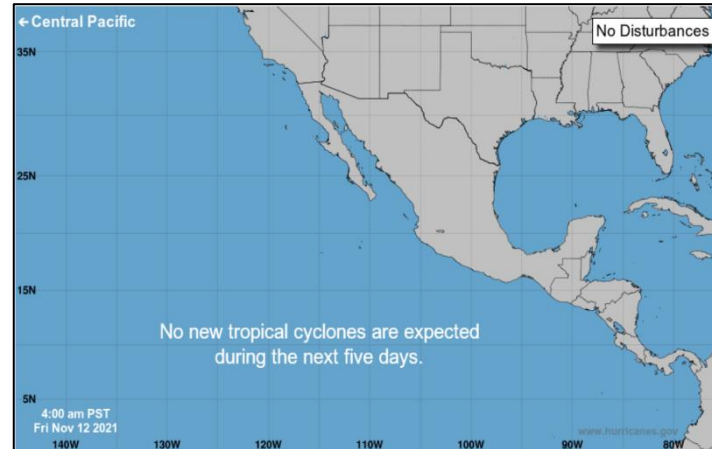 ← Central Pacific
No Disturbances
35N
25N
15N
No new tropical cyclones are expected
during the next five days.
5N
4:00 am PST
Fri Nov 12 2021
www.hurricanes.gov
140W
130W
120W
110W
100W
90W
80W